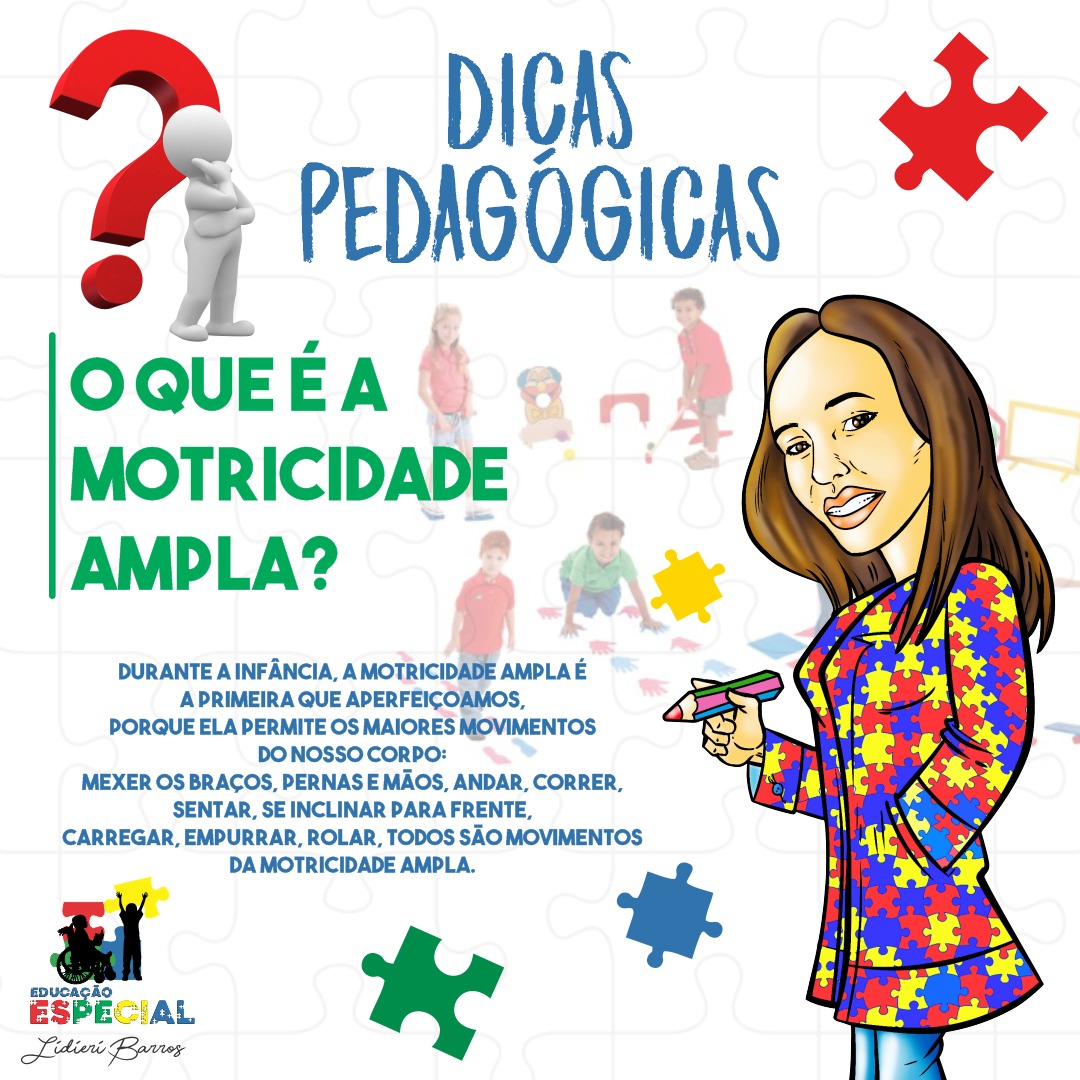 DICAS
PEDAGÓGICAS
O QUE É A
MOTRICIDADE
AMPLA?
DURANTE A INFÂNCIA, A MOTRICIDADE AMPLA É
A PRIMEIRA QUE APERFEIÇOAMOS,
PORQUE ELA PERMITE OS MAIORES MOVIMENTOS
DO NOSSO CORPO:
MEXER OS BRAÇOS, PERNAS E MÃOS, ANDAR, CORRER,
SENTAR, SE INCLINAR PARA FRENTE,
CARREGAR, EMPURRAR, ROLAR, TODOS SÃO MOVIMENTOS
DA MOTRICIDADE AMPLA.
EDUCAÇÃO
ESPECIAL
Lidieri Barros